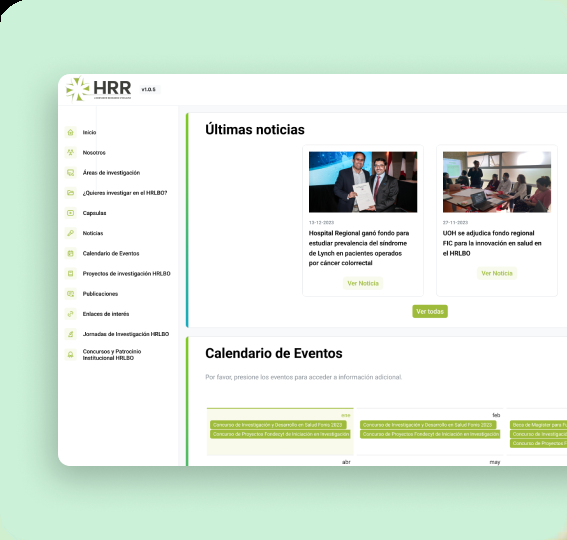 HRR
v1.0.5
Inicio
Nosotros
Áreas de investigación
¿Quieres investigar en el HRLBO?
Capsulas
Noticias
Calendario de Eventos
Proyectos de investigación HRLBO
Publicaciones
Enlaces de interés
Jornadas de Investigación HRLBO
Concursos y Patrocinio
Institucional HRLBO
Últimas noticias
13-12-2023
Hospital Regional ganó fondo para
estudiar prevalencia del síndrome
de Lynch en pacientes operados
por cáncer colorrectal
Ver Noticia
07-11-2023
UOH se adjudica fondo regional
FIC para la innovación en salud en
el HRLBO
Ver Noticia
Ver todas
Calendario de Eventos
Por favor, presione los eventos para acceder a información adicional.
ene
Concurso de Investigación y Desarrollo en Salud Fonis 2023
Concurso de Proyectos Fondecyt de Iniciación en Investigación
feb
Concurso de Investigación y Desarrollo en Salud Fonis 2023
Concurso de Proyectos Fondecyt de Iniciación en Investigación
Beca de Magíster para
Concurso de Investigac
Concurso de Proyectos F
abr
may